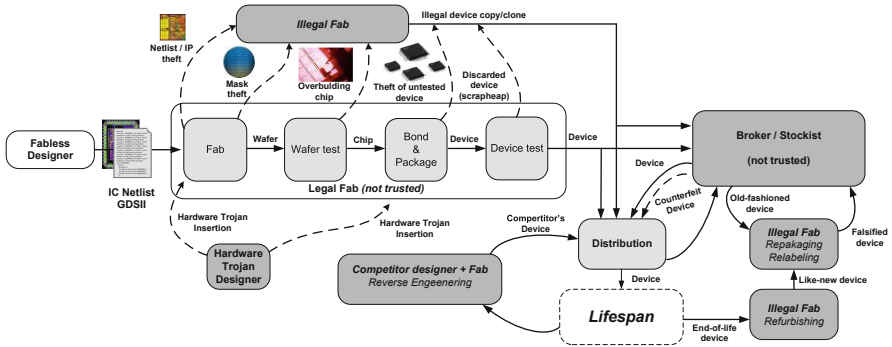 Netlist / IP
theft
Illegal Fab
Illegal device copy/clone
Mask
theft
Overbulding
chip
Theft of untested
device
Discarded
device
(scrapheap)
Fabless
Designer
IC Netlist
GDSII
Fab
Wafer
Wafer test
Chip
Bond
&
Package
Device
Device test
Device
Legal Fab (not trusted)
Broker / Stockist
(not trusted)
Hardware Trojan
Insertion
Hardware Trojan
Insertion
Hardware
Trojan
Designer
Competitor's
Device
Distribution
Device
Counterfeit
Device
Old-fashioned
device
Illegal Fab
Repakaging
Relabeling
Falsified
device
Competitor designer + Fab
Reverse Engeenering
Device
Lifespan
End-of-life
device
Like-new device
Illegal Fab
Refurbishing